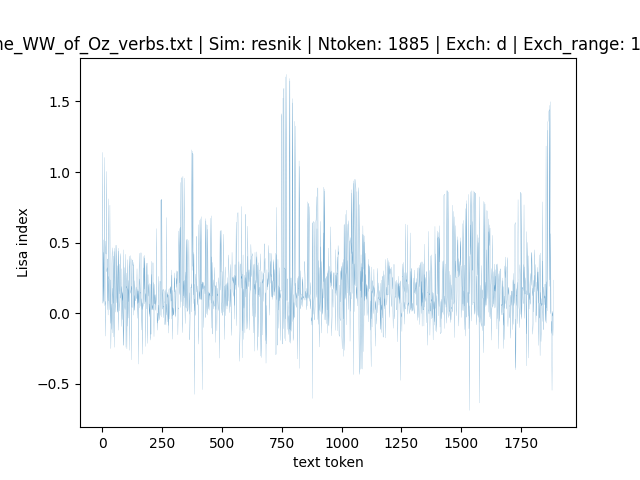 ne_WW_of_Oz_verbs.txt | Sim: resnik | Ntoken: 1885 | Exch: d | Exch_range: 1
1.5
1.0
0.5
0.0
−0.5
Lisa index
0 250 500 750 1000 1250 1500 1750
text token